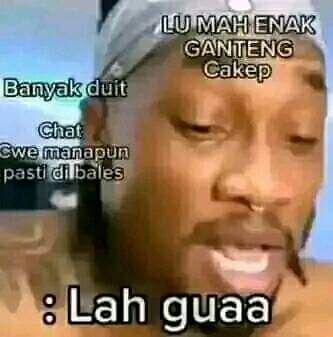 LU MAH ENAK
GANTENG
Cakep
Banyak duit
Chat
Cwe manapun
pasti di bales
: Lah guaa